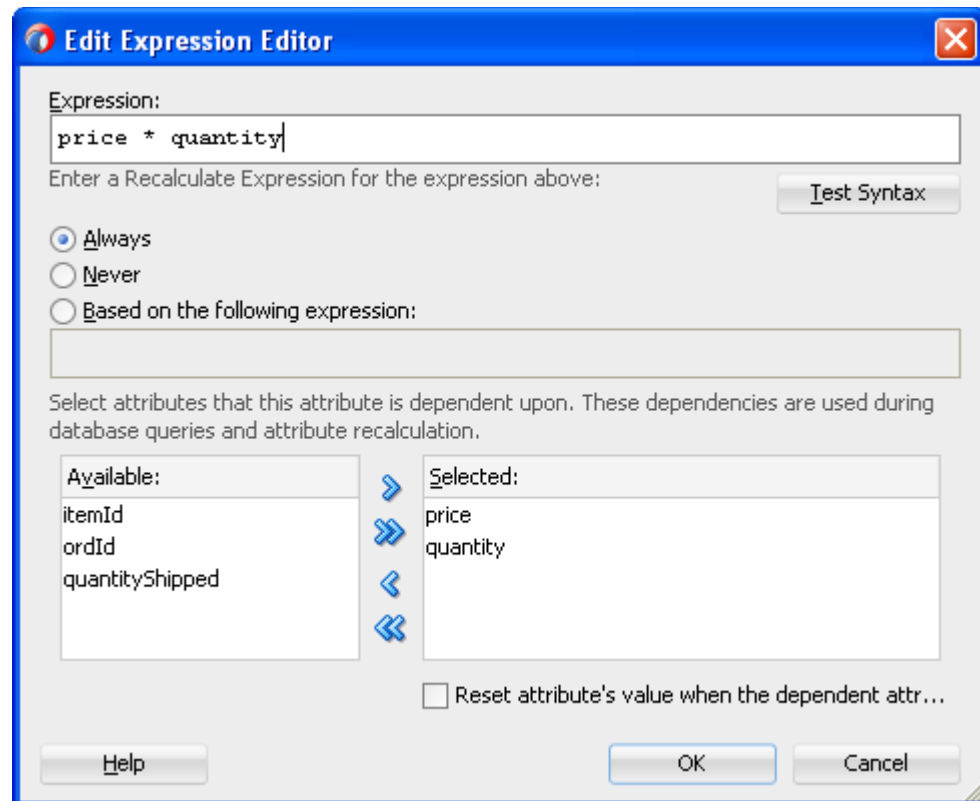 Edit Expression Editor
Expression:
price * quantity
Enter a Recalculate Expression for the expression above:
Test Syntax
Always
Never
Based on the following expression:
Select attributes that this attribute is dependent upon. These dependencies are used during
database queries and attribute recalculation.
Available:
itemId
ordId
quantityShipped
Selected:
price
quantity
Reset attribute's value when the dependent attr...
Help
OK
Cancel